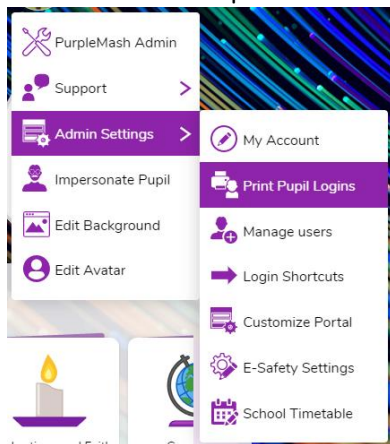 PurpleMash Admin
Support
Admin Settings
Impersonate Pupil
Edit Background
Edit Avatar
My Account
Print Pupil Logins
Manage users
Login Shortcuts
Customize Portal
E-Safety Settings
School Timetable